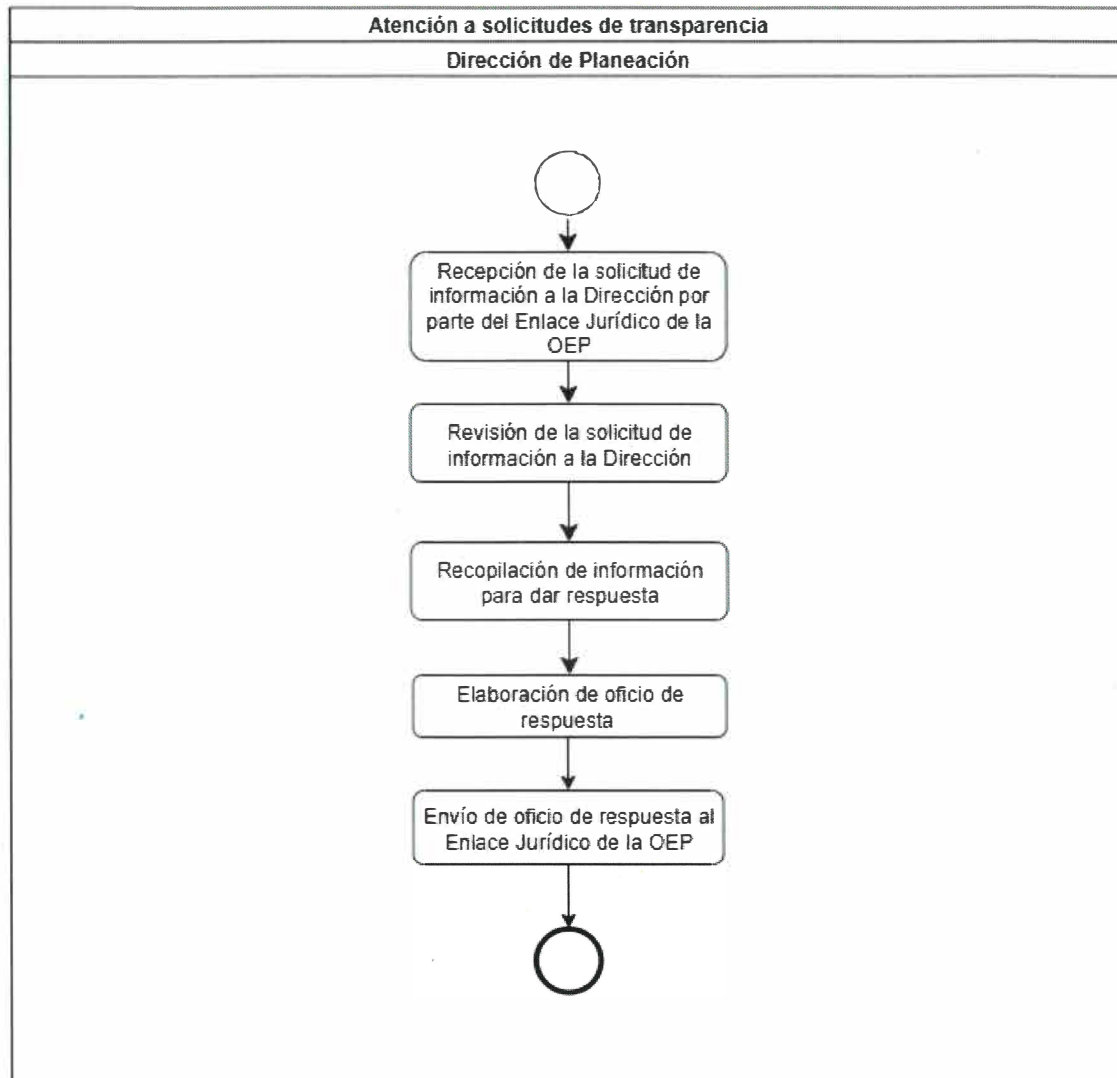 Atención a solicitudes de transparencia
Dirección de Planeación
Recepción de la solicitud de
información a la Dirección por
parte del Enlace Jurídico de la
OEP
Revisión de la solicitud de
información a la Dirección
Recopilación de información
para dar respuesta
Elaboración de oficio de
respuesta
Envío de oficio de respuesta al
Enlace Jurídico de la OEP